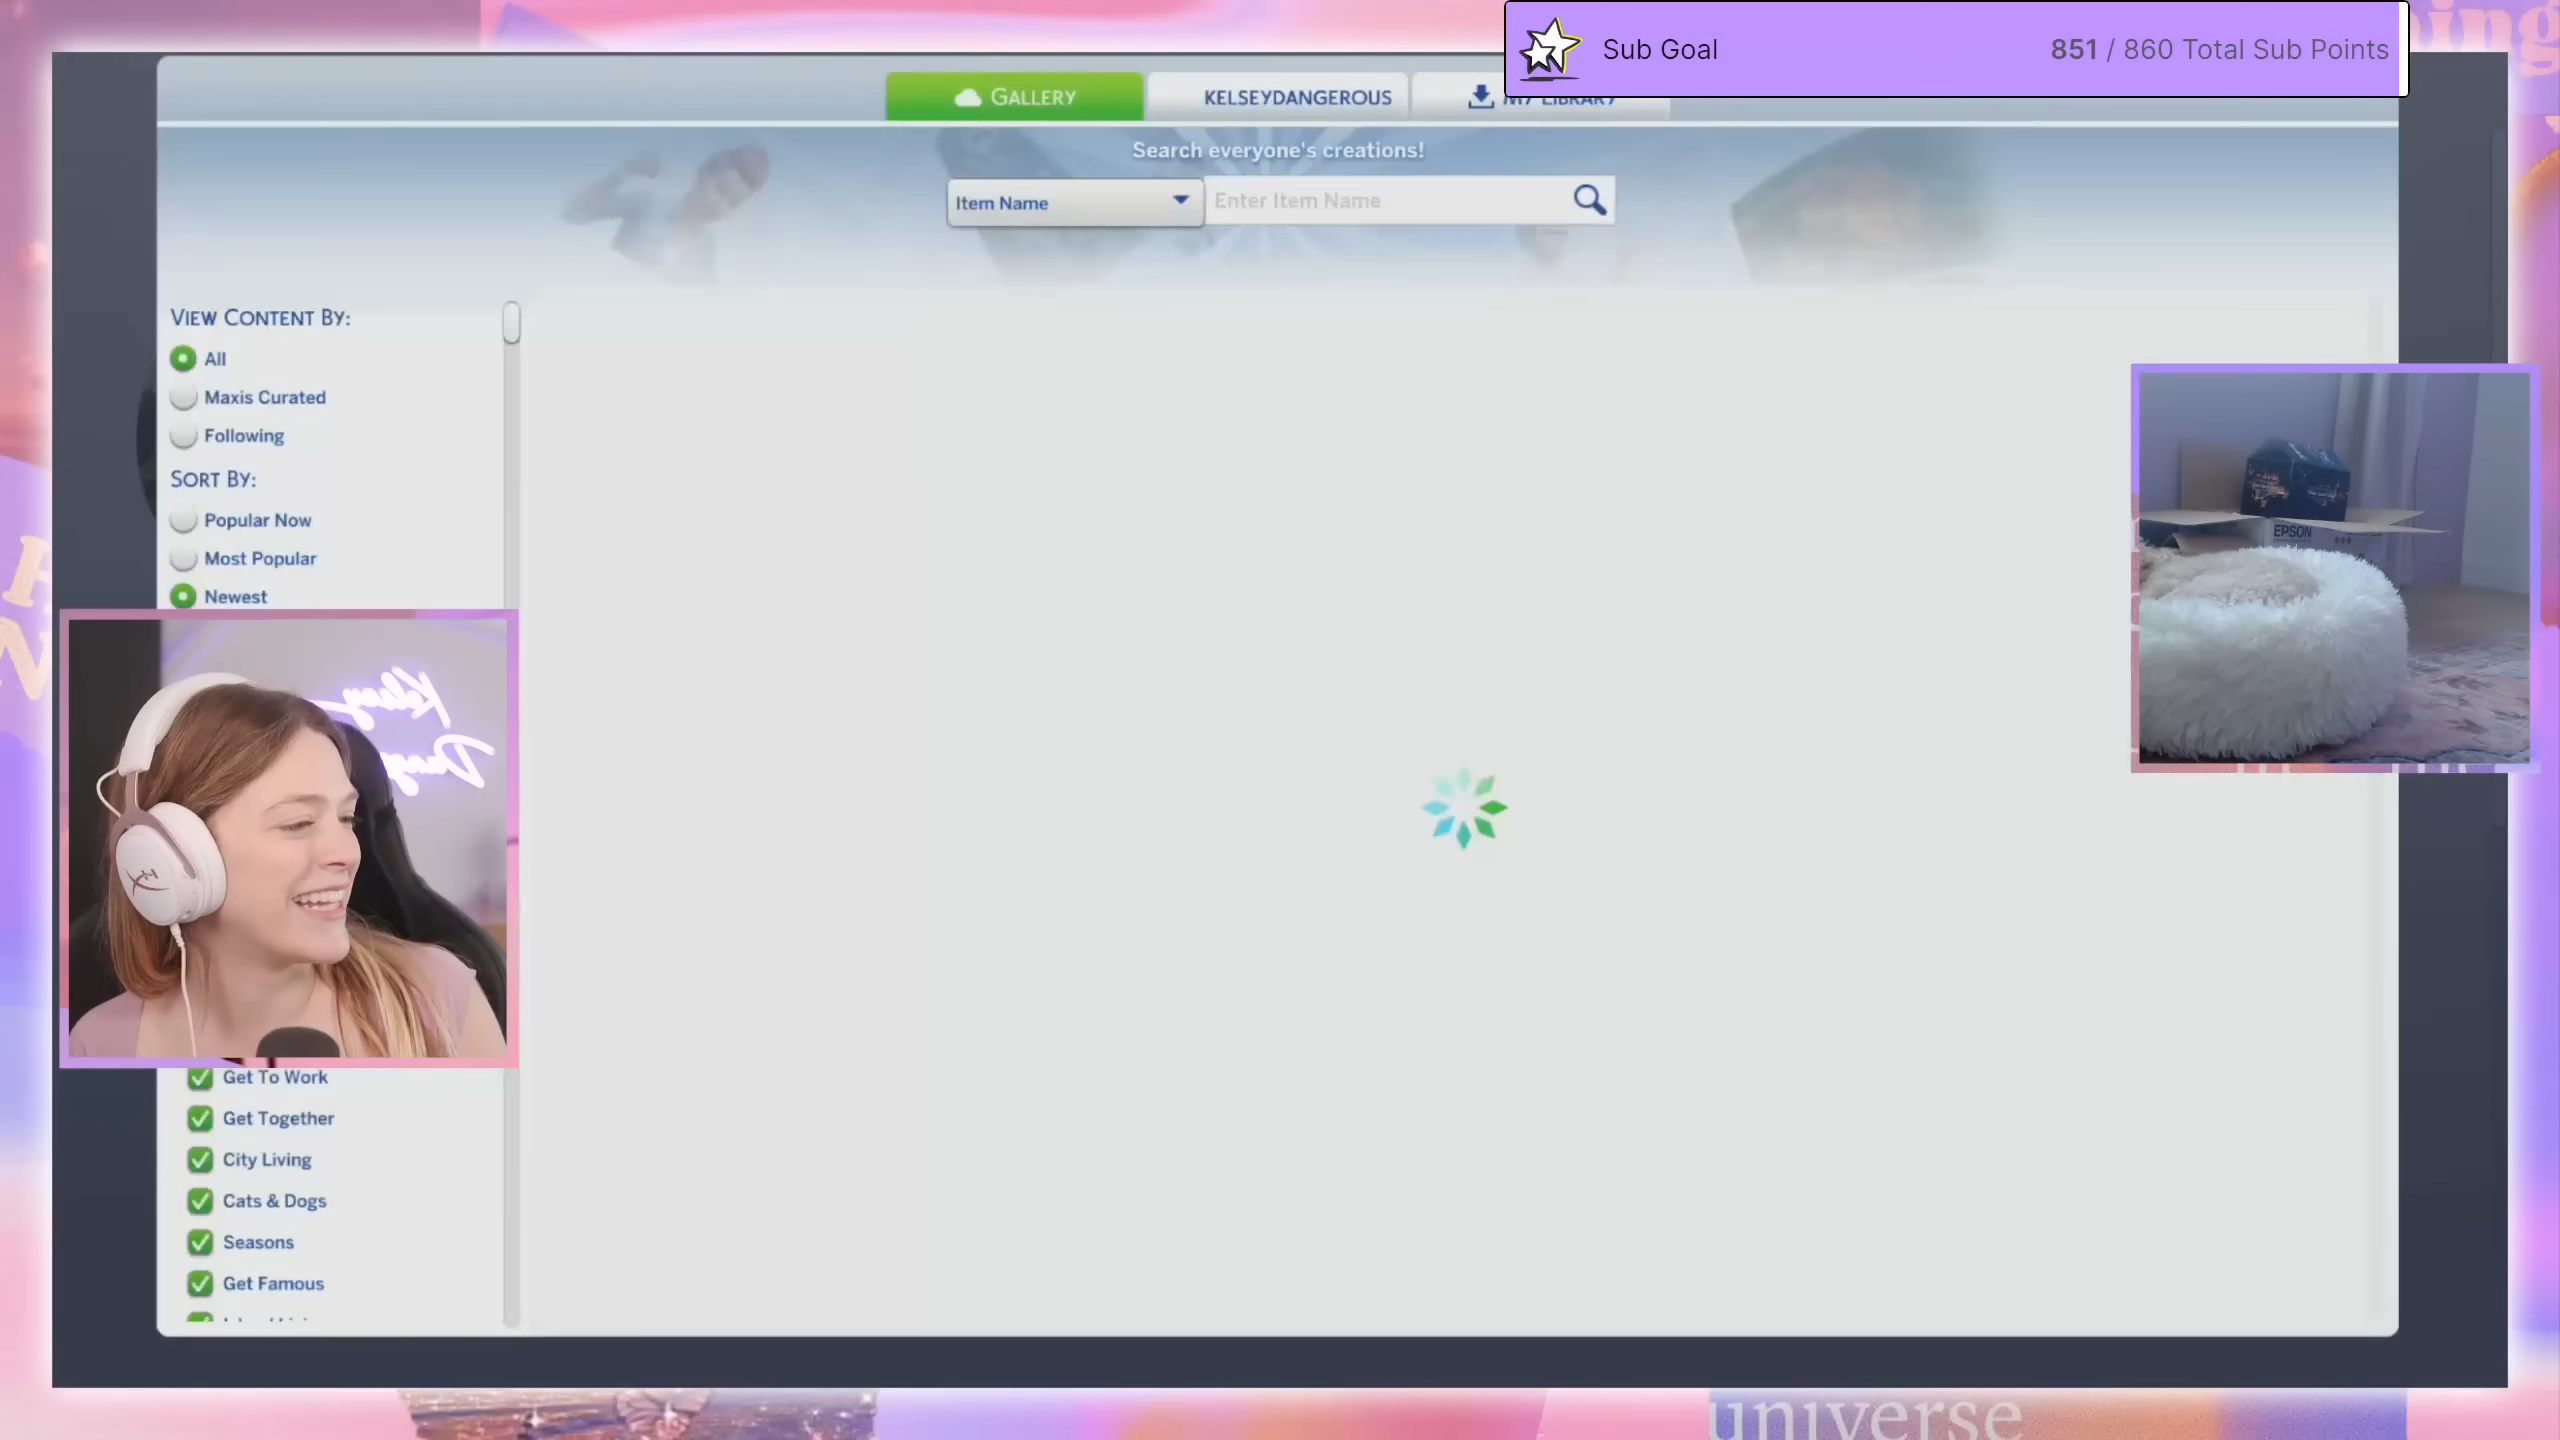 Sub Goal
851 / 860 Total Sub Points
GALLERY
KELSEYDANGEROUS
MY LIBRARY
Search everyone's creations!
Item Name
Enter Item Name
VIEW CONTENT BY:
All
Maxis Curated
Following
SORT BY:
Popular Now
Most Popular
Newest
EPSON
Get To Work
Get Together
City Living
Cats & Dogs
Seasons
Get Famous
universe